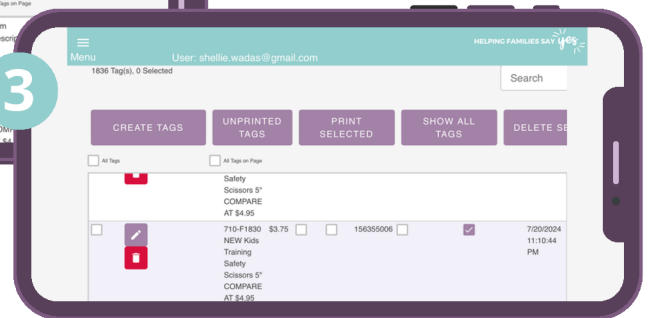 Tags on Page
3
HELPING FAMILIES SAY yes
Menu
User: shellie.wadas@gmail.com
1836 Tag(s), 0 Selected
Search
CREATE TAGS
UNPRINTED TAGS
PRINT SELECTED
SHOW ALL TAGS
DELETE SE
All Tags
All Tags on Page
Safety
Scissors 5"
COMPARE
AT $4.95
710-F1830 $3.75 156355006 7/20/2024
NEW Kids 11:10:44
Training PM
Safety
Scissors 5"
COMPARE
AT $4.95